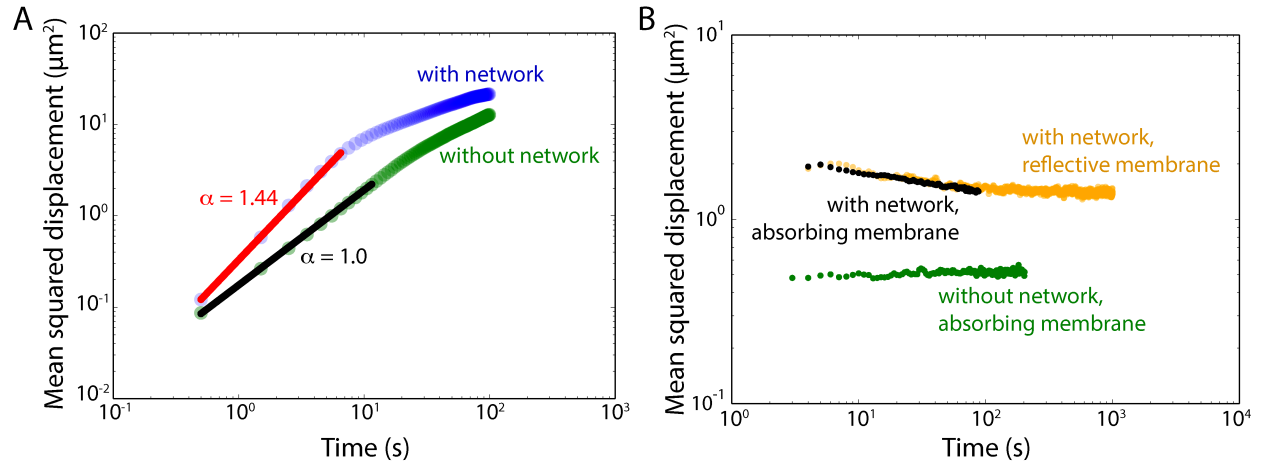 A
Mean squared displacement (μm²)
10²
10¹
10⁰
10⁻¹
10⁻²
with network
without network
α = 1.44
α = 1.0
10⁻¹
10⁰
10¹
10²
10³
Time (s)
B
Mean squared displacement (μm²)
10¹
10⁰
10⁻¹
with network,
reflective membrane
with network,
absorbing membrane
without network,
absorbing membrane
10⁰
10¹
10²
10³
10⁴
Time (s)